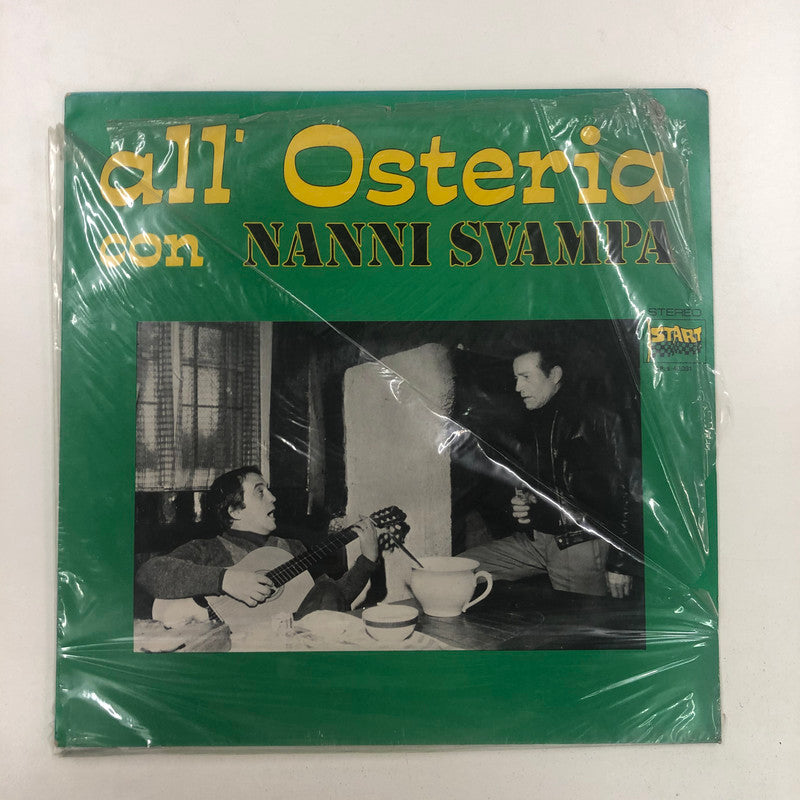 all' Osteria
con NANNI SVAMPA
STEREO
START